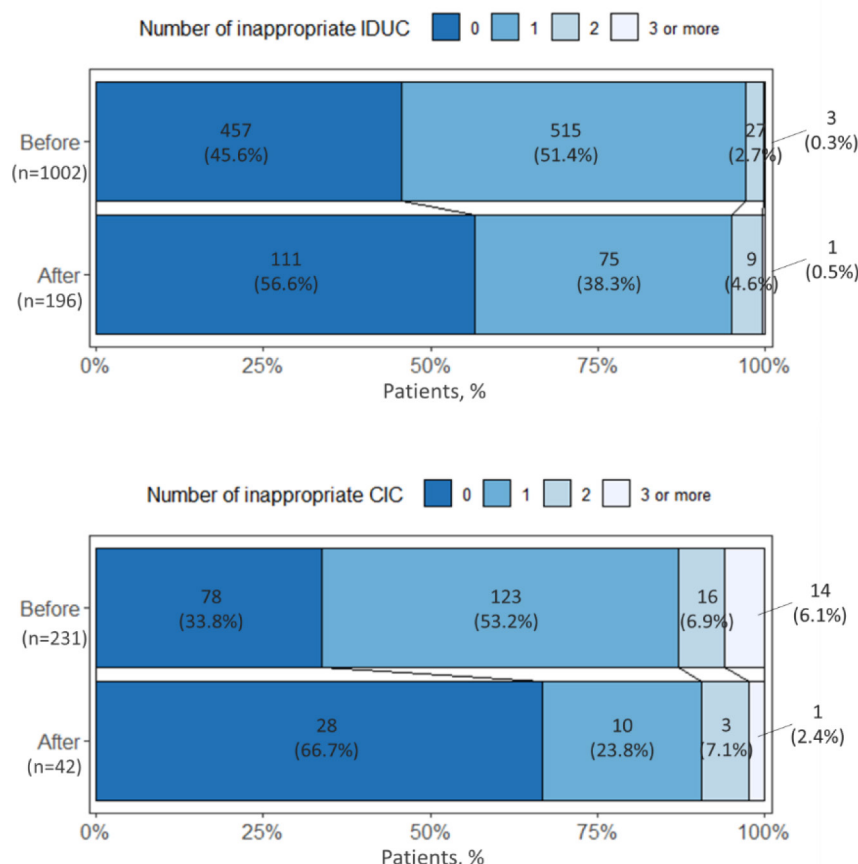 Number of inappropriate IDUC 0 1 2 3 or more
Before
(n=1002)
457
(45.6%)
515
(51.4%)
27
(2.7%)
3
(0.3%)
After
(n=196)
111
(56.6%)
75
(38.3%)
9
(4.6%)
1
(0.5%)
0% 25% 50% 75% 100%
Patients, %
Number of inappropriate CIC 0 1 2 3 or more
Before
(n=231)
78
(33.8%)
123
(53.2%)
16
(6.9%)
14
(6.1%)
After
(n=42)
28
(66.7%)
10
(23.8%)
3
(7.1%)
1
(2.4%)
0% 25% 50% 75% 100%
Patients, %